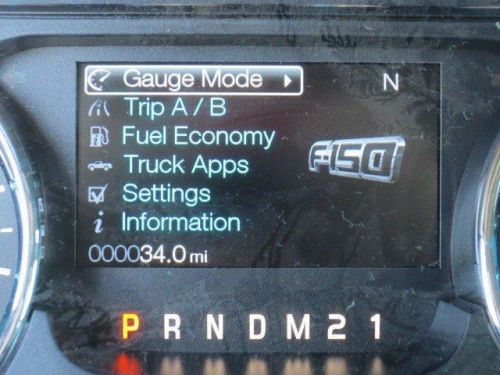 Gauge Mode N
Trip A / B
Fuel Economy
F-150
Truck Apps
Settings
i Information
000034.0 mi
P R N D M 2 1